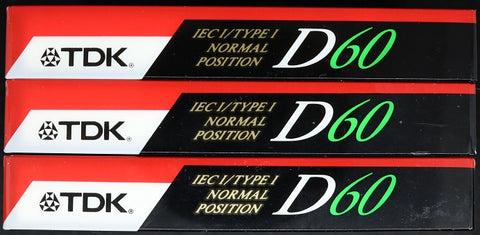 TDK®
IEC I/TYPE I
NORMAL
POSITION
D60
TDK®
IEC I/TYPE I
NORMAL
POSITION
D60
TDK®
IEC I/TYPE I
NORMAL
POSITION
D60